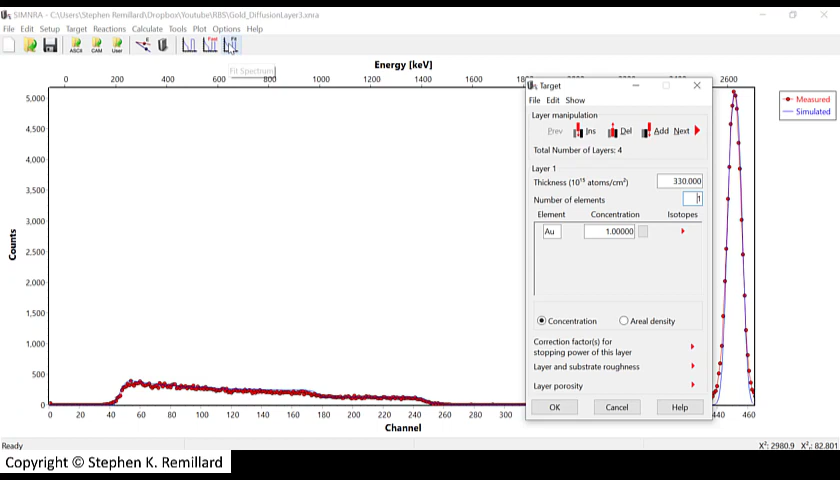 SIMNRA - C:\Users\Stephen Remillard\Dropbox\Youtube\RBS\Gold_DiffusionLayer3.xnra
File Edit Setup Target Reactions Calculate Tools Plot Options Help
ASCII CAM User Fast Fit
Fit Spectrum
Energy [keV]
0 200 400 600 800 1000 1200 1400 1600 2600
5,000
4,500
4,000
3,500
3,000
2,500
2,000
1,500
1,000
500
0
Counts
0 20 40 60 80 100 120 140 160 180 200 220 240 260 280 300 440 460
Channel
Measured
Simulated
Target
File Edit Show
Layer manipulation
Prev Ins Del Add Next
Total Number of Layers: 4
Layer 1
Thickness (10¹⁵ atoms/cm²) 330.000
Number of elements 1
Element Concentration Isotopes
Au 1.00000
Concentration Areal density
Correction factor(s) for
stopping power of this layer
Layer and substrate roughness
Layer porosity
OK Cancel Help
Ready X²: 2980.9 X²,: 82.801
Copyright © Stephen K. Remillard